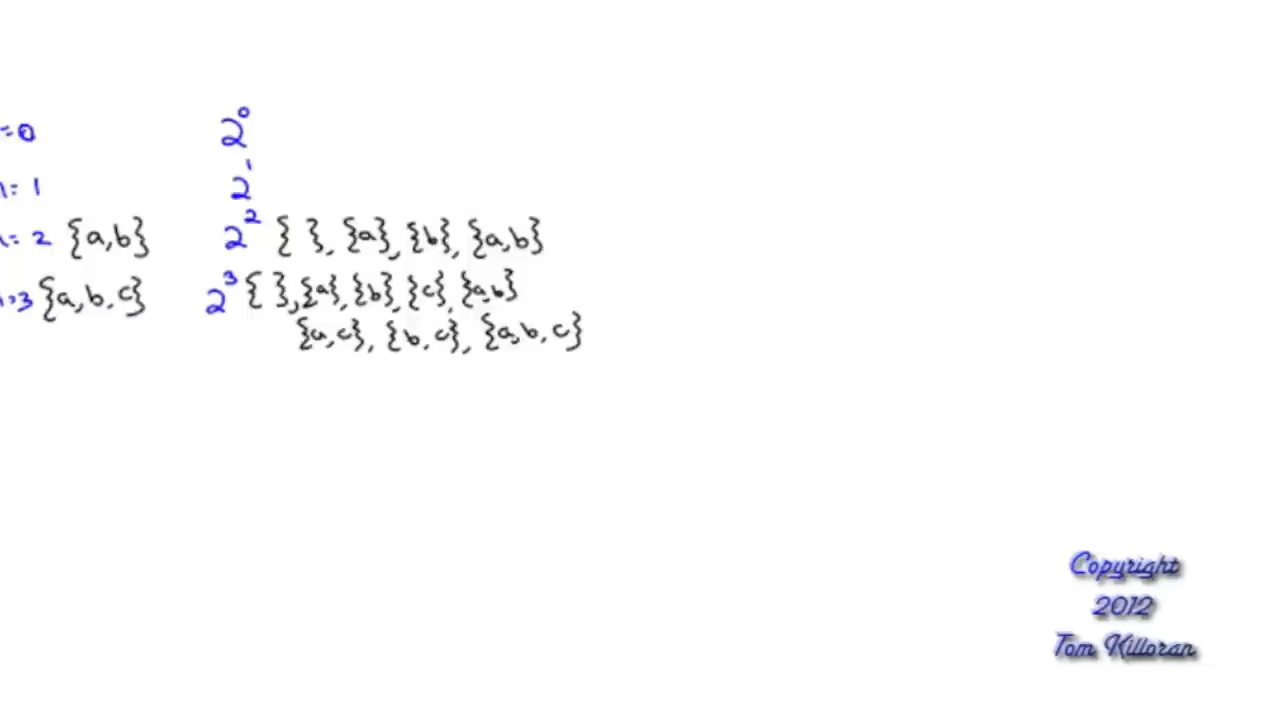 =0 2⁰
n=1 2¹
n=2 {a,b} 2² { }, {a}, {b}, {a,b}
n=3 {a,b,c} 2³ { }, {a}, {b}, {c}, {a,b}
{a,c}, {b,c}, {a,b,c}
Copyright
2012
Tom Killoran